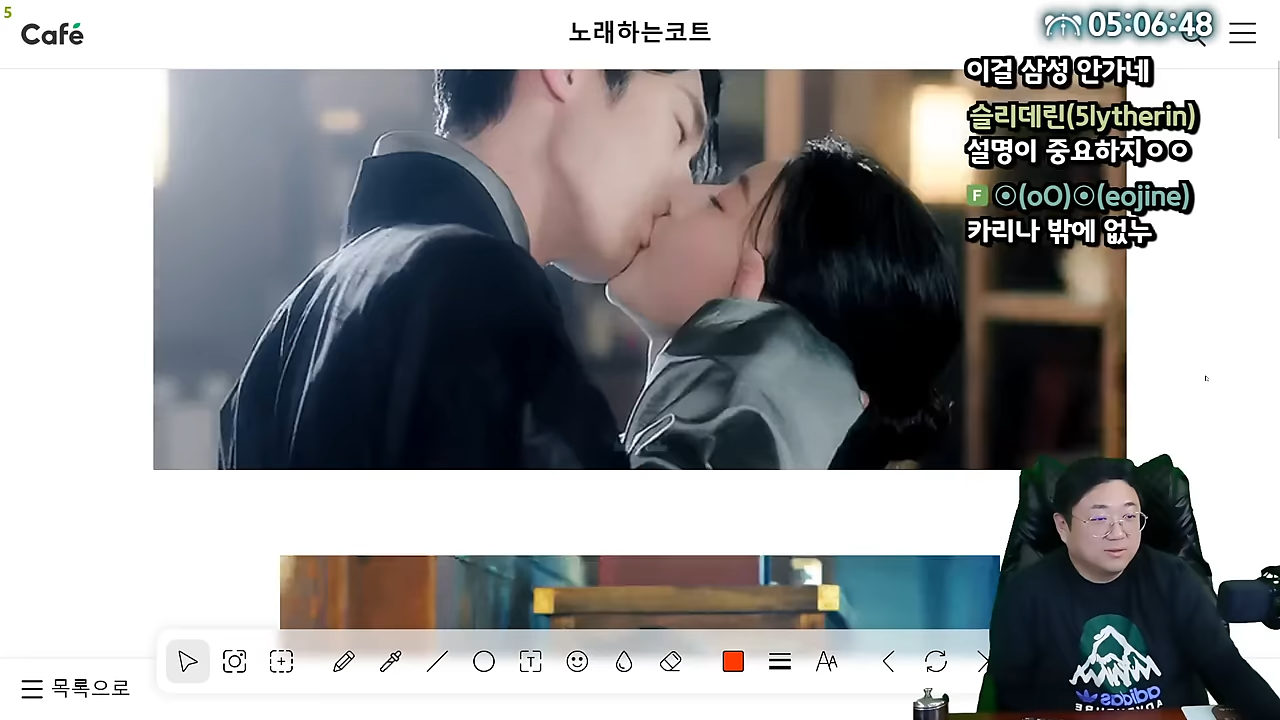 5
Café
노래하는코트
05:06:48
이걸 삼성 안가네
슬리데린(5lytherin)
설명이 중요하지ㅇㅇ
F ⊙(oO)⊙(eojine)
카리나 밖에 없누
T
AA
목록으로
adidas
ADVENTURE